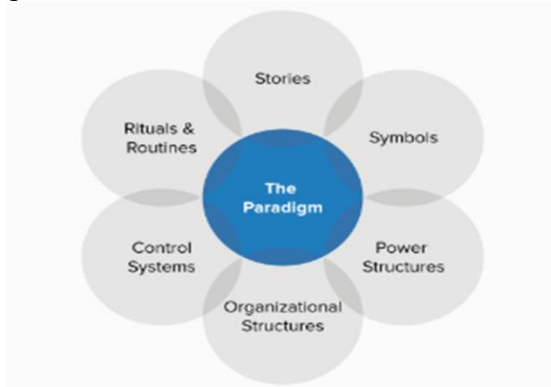 Stories
Rituals &
Routines
Symbols
The
Paradigm
Control
Systems
Power
Structures
Organizational
Structures